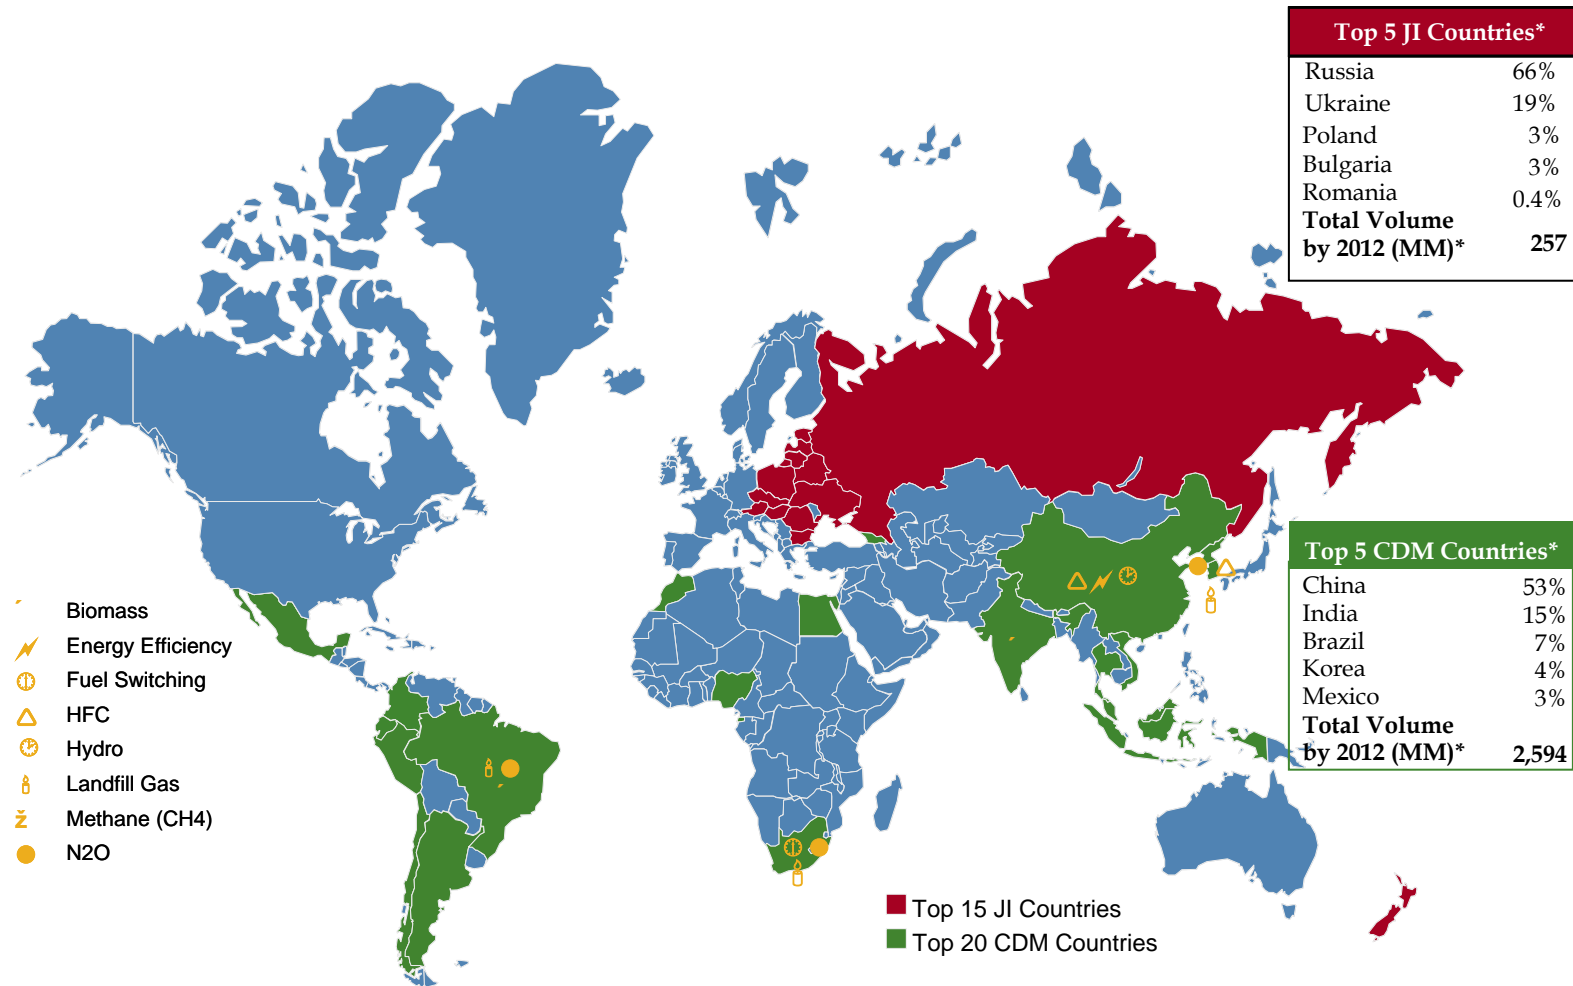 Top 5 JI Countries*
Russia 66%
Ukraine 19%
Poland 3%
Bulgaria 3%
Romania 0.4%
Total Volume
by 2012 (MM)* 257
Top 5 CDM Countries*
China 53%
India 15%
Brazil 7%
Korea 4%
Mexico 3%
Total Volume
by 2012 (MM)* 2,594
Biomass
Energy Efficiency
Fuel Switching
HFC
Hydro
Landfill Gas
ž Methane (CH4)
N2O
Top 15 JI Countries
Top 20 CDM Countries